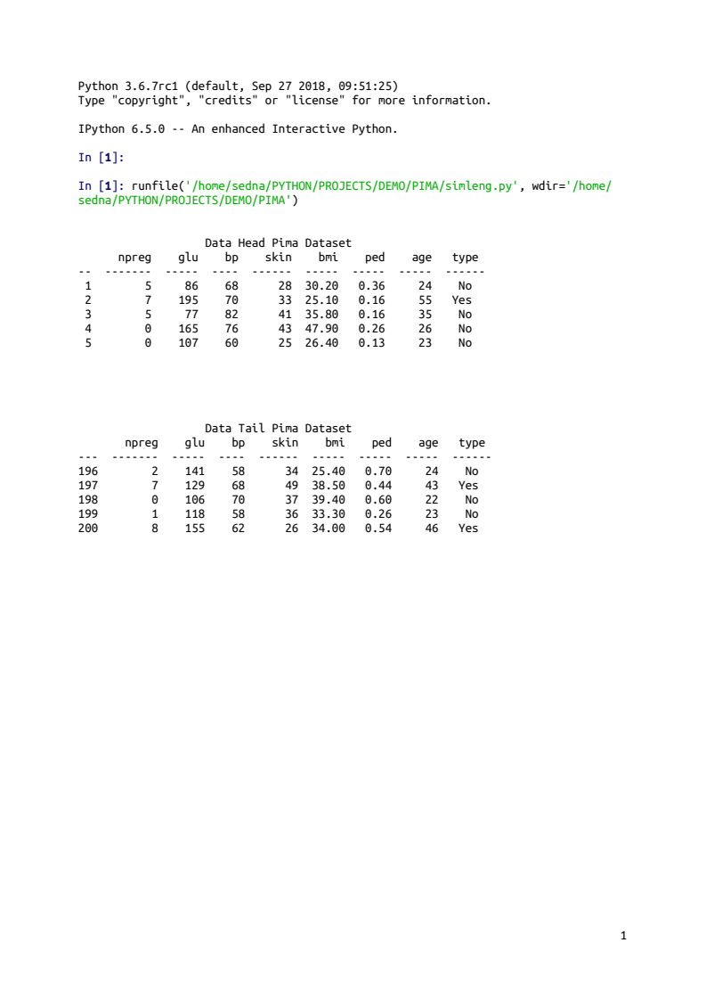 Python 3.6.7rc1 (default, Sep 27 2018, 09:51:25)
Type "copyright", "credits" or "license" for more information.
IPython 6.5.0 -- An enhanced Interactive Python.
In [1]:
In [1]: runfile('/home/sedna/PYTHON/PROJECTS/DEMO/PIMA/simleng.py', wdir='/home/
sedna/PYTHON/PROJECTS/DEMO/PIMA')
Data Head Pima Dataset
npreg glu bp skin bmi ped age type
-- ------- ----- ---- ------ ----- ----- ----- ------
1 5 86 68 28 30.20 0.36 24 No
2 7 195 70 33 25.10 0.16 55 Yes
3 5 77 82 41 35.80 0.16 35 No
4 0 165 76 43 47.90 0.26 26 No
5 0 107 60 25 26.40 0.13 23 No
Data Tail Pima Dataset
npreg glu bp skin bmi ped age type
--- ------- ----- ---- ------ ----- ----- ----- ------
196 2 141 58 34 25.40 0.70 24 No
197 7 129 68 49 38.50 0.44 43 Yes
198 0 106 70 37 39.40 0.60 22 No
199 1 118 58 36 33.30 0.26 23 No
200 8 155 62 26 34.00 0.54 46 Yes
1